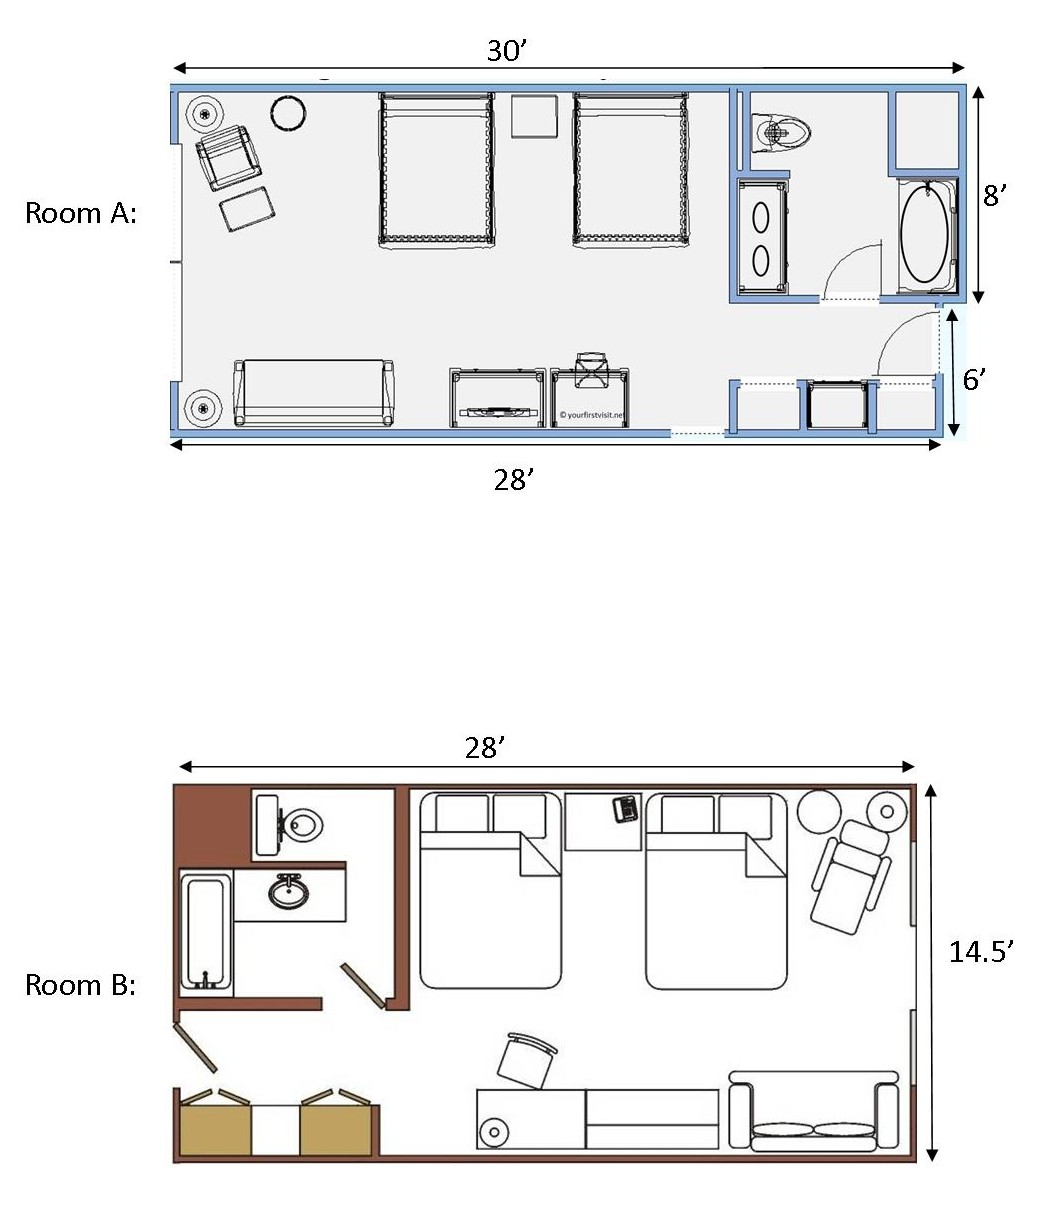 30’
Room A:
8’
6’
© yourfirstvisit.net
28’
28’
14.5’
Room B: